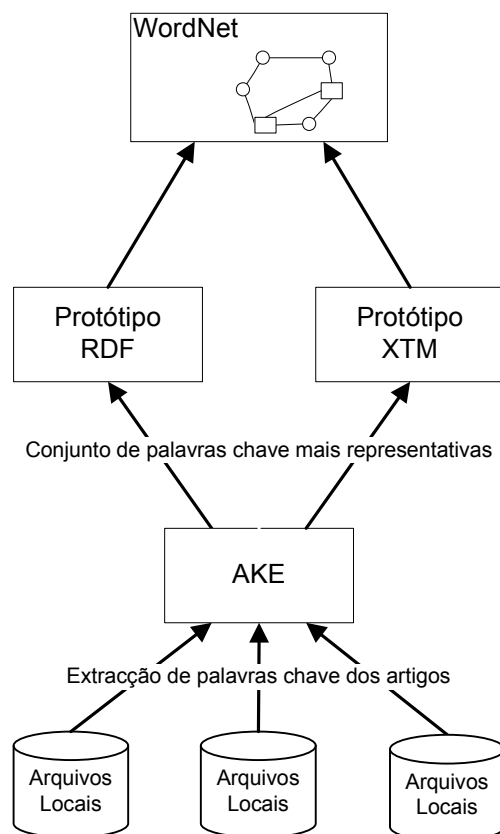 WordNet
Protótipo
RDF
Protótipo
XTM
Conjunto de palavras chave mais representativas
AKE
Extracção de palavras chave dos artigos
Arquivos
Locais
Arquivos
Locais
Arquivos
Locais